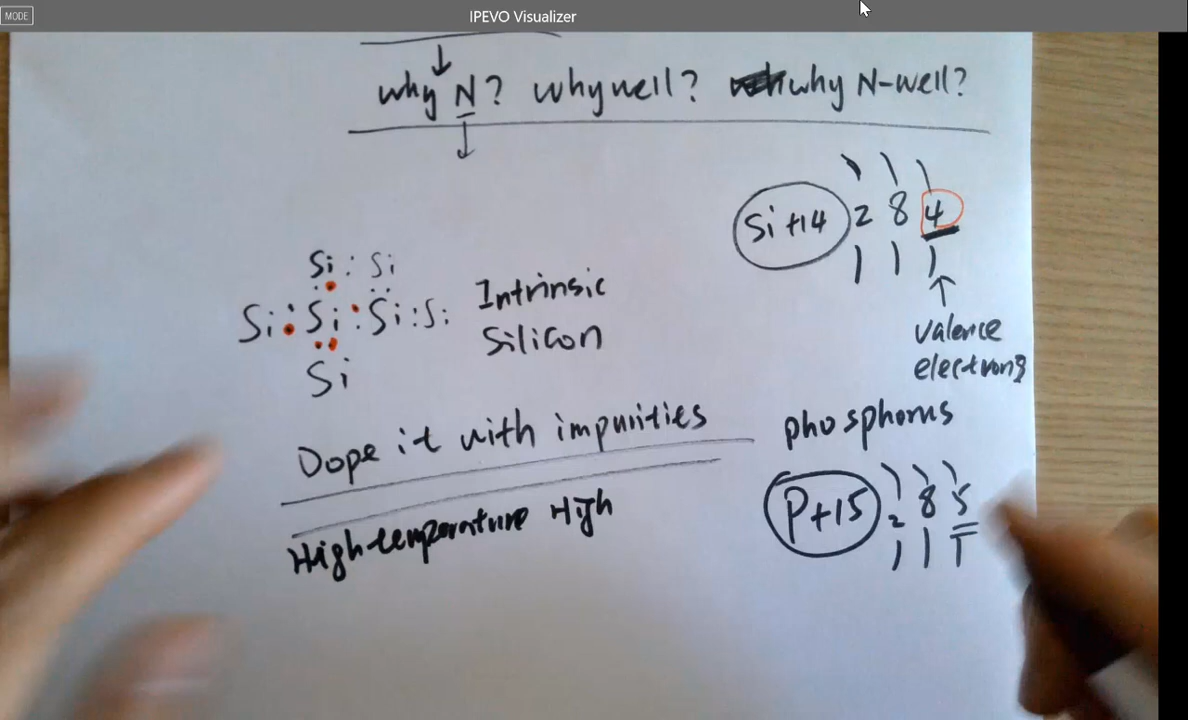 MODE
IPEVO Visualizer
why N? why well? why N-well?
Si +14 2 8 4
Si : Si
Si : Si : Si : Si
Si
Intrinsic
Silicon
valence
electrons
Dope it with impurities
phosphorus
P+15 2 8 5
High-temperature High